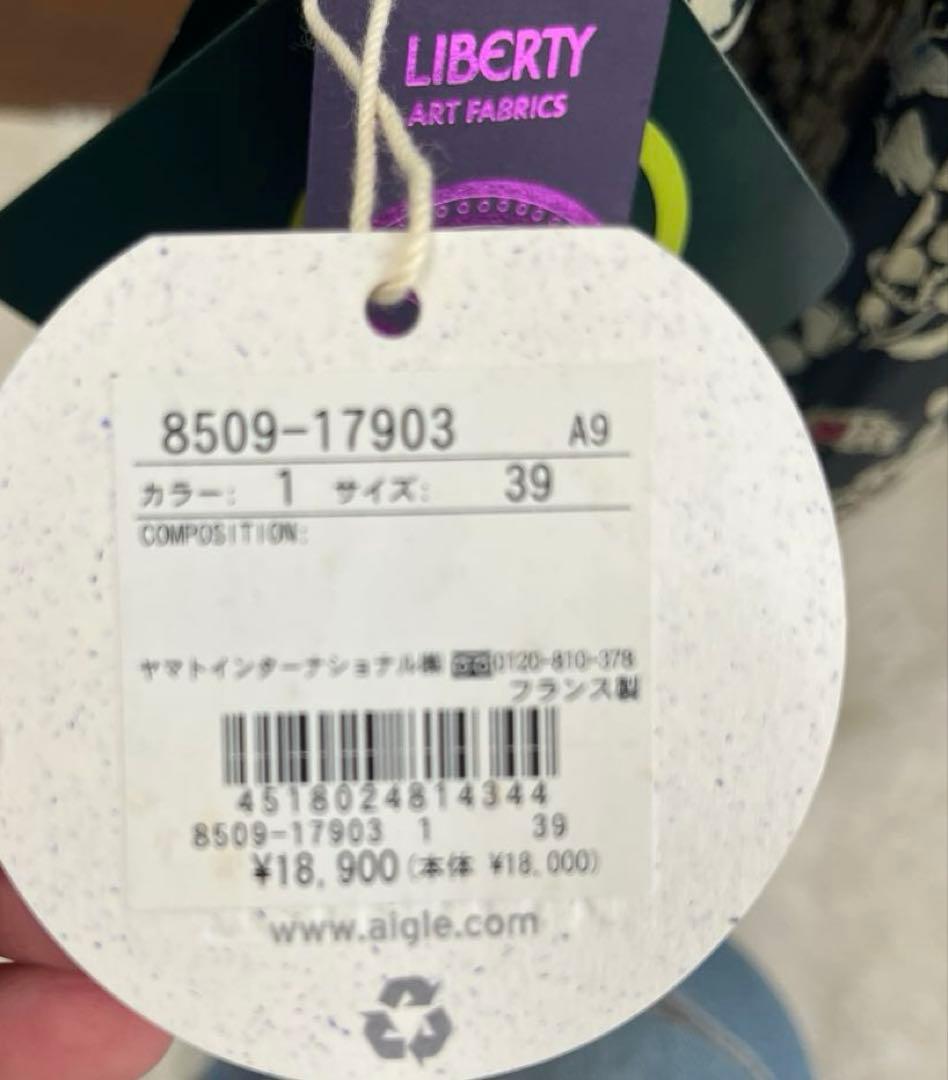 LIBERTY
ART FABRICS
8509-17903 A9
カラー: 1 サイズ: 39
COMPOSITION:
ヤマトインターナショナル㈱ 0120-810-378
フランス製
4518024814344
8509-17903 1 39
¥18,900(本体 ¥18,000)
www.aigle.com